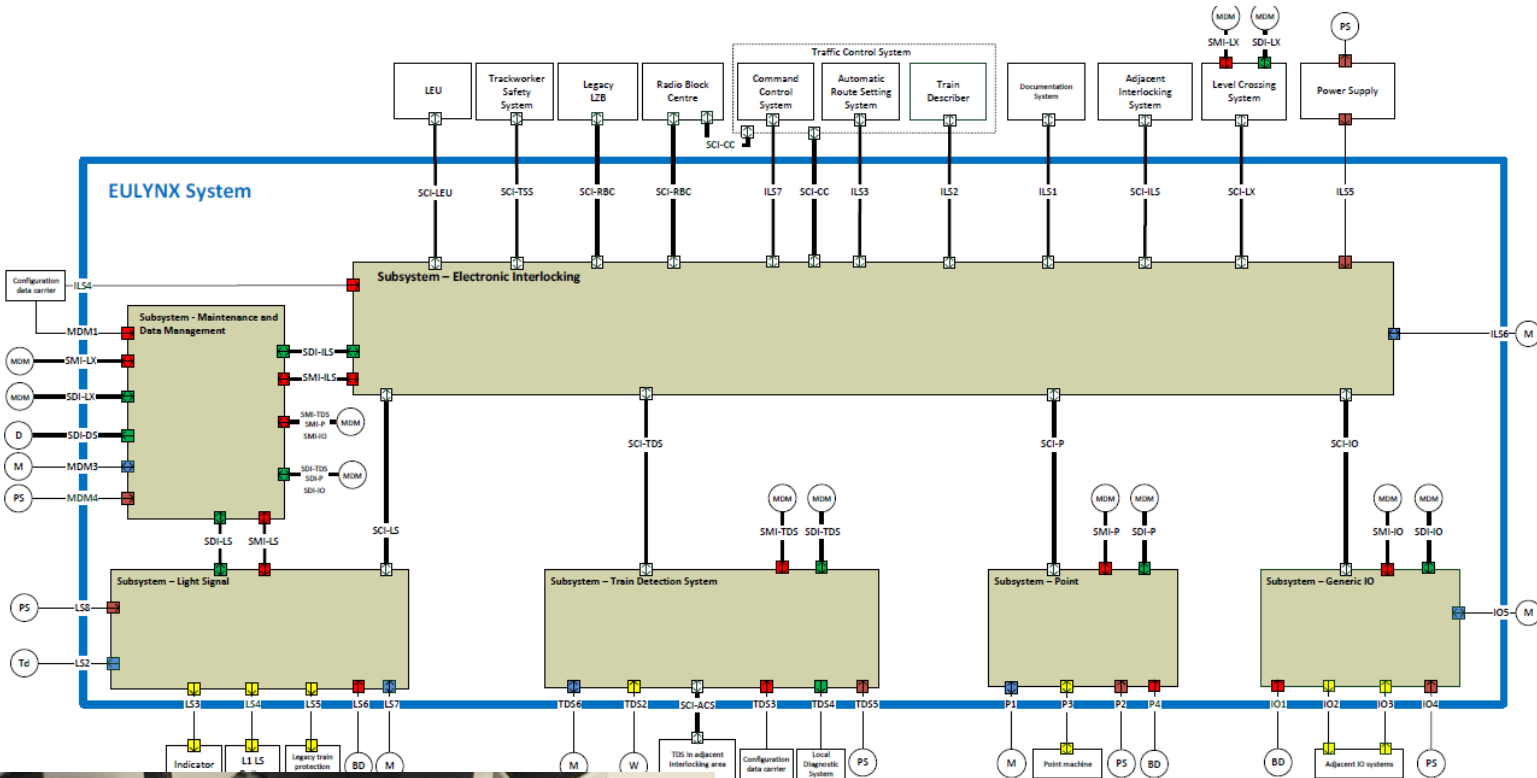 MDM
MDM
PS
SMI-LX
SDI-LX
Traffic Control System
LEU
Trackworker
Safety
System
Legacy
LZB
Radio Block
Centre
Command
Control
System
Automatic
Route Setting
System
Train
Describer
Documentation
System
Adjacent
Interlocking
System
Level Crossing
System
Power Supply
SCI-CC
EULYNX System
SCI-LEU
SCI-TSS
SCI-RBC
SCI-RBC
ILS7
SCI-CC
ILS3
ILS2
ILS1
SCI-ILS
SCI-LX
ILS5
Configuration
data carrier
ILS4
Subsystem – Electronic Interlocking
Subsystem - Maintenance and
Data Management
MDM1
ILS6
M
MDM
SMI-LX
SDI-ILS
SMI-ILS
MDM
SDI-LX
SMI-TDS
SMI-P
SMI-IO
MDM
D
SDI-DS
M
MDM3
SDI-TDS
SDI-P
SDI-IO
MDM
PS
MDM4
SCI-TDS
SCI-P
SCI-IO
SDI-LS
SMI-LS
SCI-LS
MDM
MDM
SMI-TDS
SDI-TDS
MDM
MDM
SMI-P
SDI-P
MDM
MDM
SMI-IO
SDI-IO
Subsystem – Light Signal
Subsystem – Train Detection System
Subsystem – Point
Subsystem – Generic IO
PS
LS8
IO5
M
Td
LS2
LS3
LS4
LS5
LS6
LS7
TDS6
TDS2
SCI-ACS
TDS3
TDS4
TDS5
P1
P3
P2
P4
IO1
IO2
IO3
IO4
Indicator
L1 LS
Legacy train
protection
BD
M
M
W
TDS in adjacent
interlocking area
Configuration
data carrier
Local
Diagnostic
System
PS
M
Point machine
PS
BD
BD
Adjacent IO systems
PS